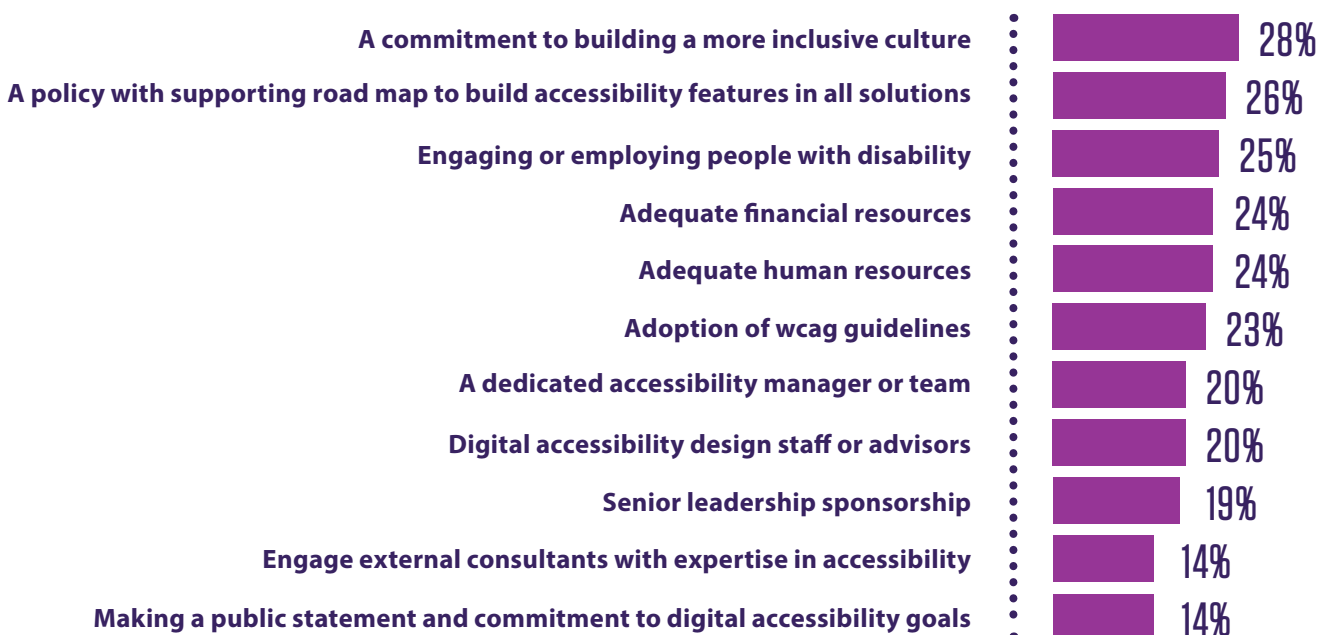 A commitment to building a more inclusive culture 28%
A policy with supporting road map to build accessibility features in all solutions 26%
Engaging or employing people with disability 25%
Adequate financial resources 24%
Adequate human resources 24%
Adoption of wcag guidelines 23%
A dedicated accessibility manager or team 20%
Digital accessibility design staff or advisors 20%
Senior leadership sponsorship 19%
Engage external consultants with expertise in accessibility 14%
Making a public statement and commitment to digital accessibility goals 14%